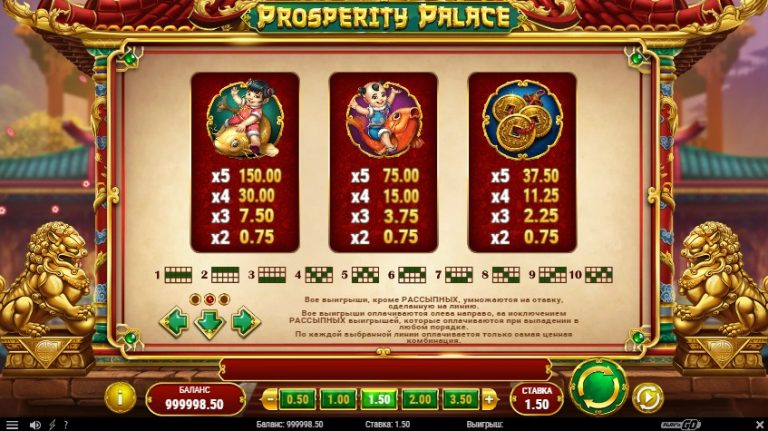 PROSPERITY PALACE
x5 150.00
x4 30.00
x3 7.50
x2 0.75
x5 75.00
x4 15.00
x3 3.75
x2 0.75
x5 37.50
x4 11.25
x3 2.25
x2 0.75
1 2 3 4 5 6 7 8 9 10
Все выигрыши, кроме РАССЫПНЫХ, умножаются на ставку,
сделанную на линию.
Все выигрыши оплачиваются слева направо, за исключением
РАССЫПНЫХ выигрышей, которые оплачиваются при выпадении в
любом порядке.
По каждой выбранной линии оплачивается только самая ценная
комбинация.
БАЛАНС
999998.50
- 0.50 1.00 1.50 2.00 3.50 +
СТАВКА
1.50
Баланс: 999998.50 Ставка: 1.50 Выигрыш:
PLAY'N GO